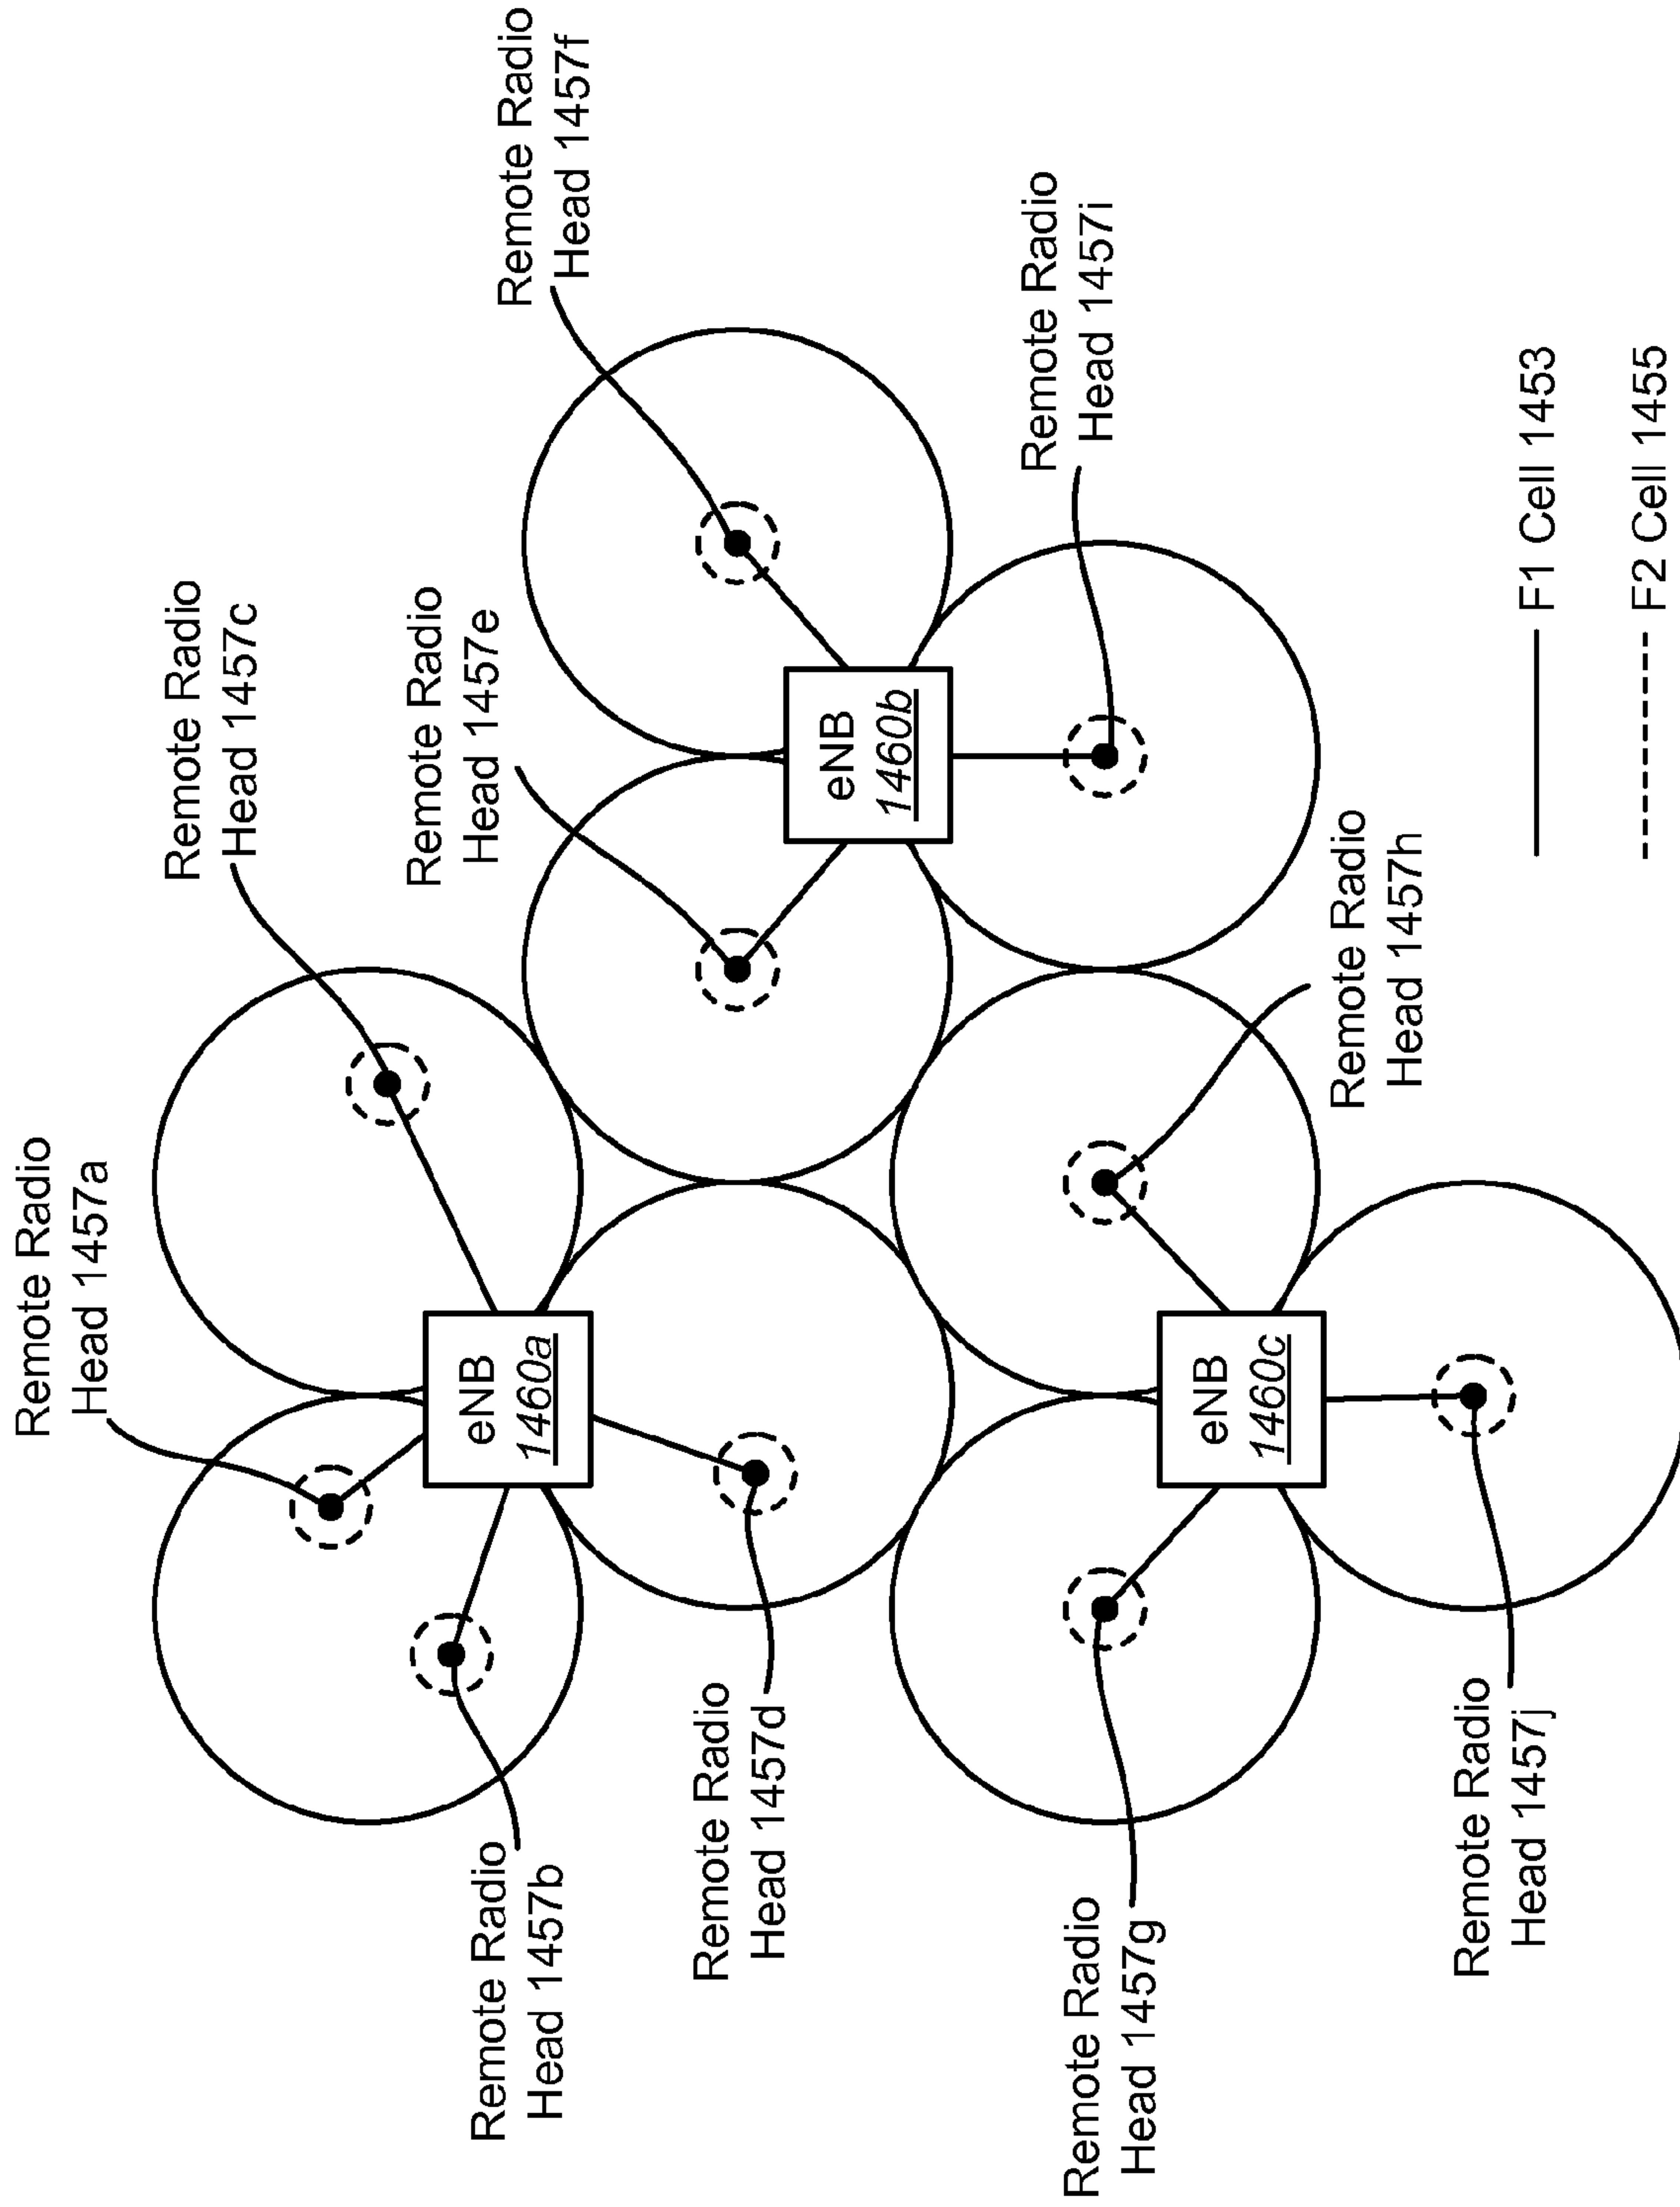 Remote Radio
Head 1457a
Remote Radio
Head 1457c
Remote Radio
Head 1457b
eNB
1460a
Remote Radio
Head 1457e
Remote Radio
Head 1457f
Remote Radio
Head 1457d
eNB
1460b
Remote Radio
Head 1457g
eNB
1460c
Remote Radio
Head 1457h
Remote Radio
Head 1457i
Remote Radio
Head 1457j
F1 Cell 1453
F2 Cell 1455